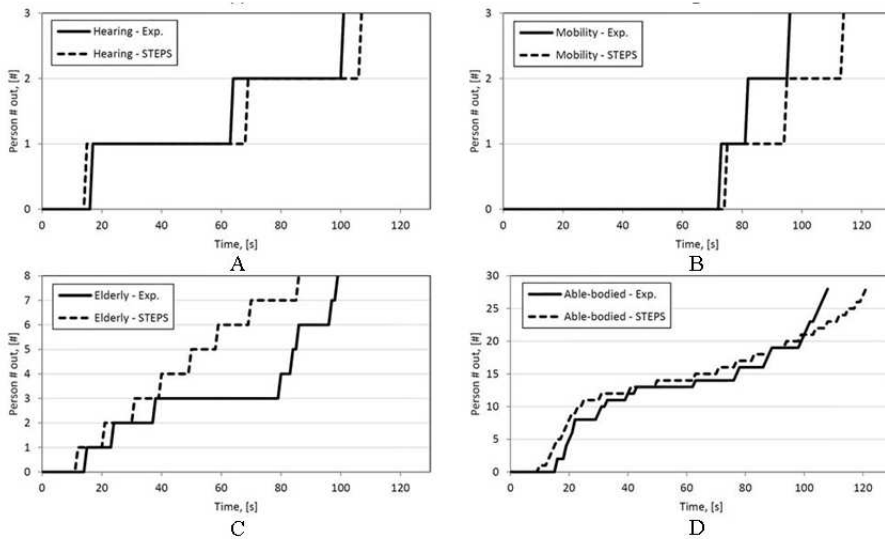 3
2
1
0
Person # out, [#]
Hearing - Exp.
Hearing - STEPS
0 20 40 60 80 100 120
Time, [s]
A
3
2
1
0
Person # out, [#]
Mobility - Exp.
Mobility - STEPS
0 20 40 60 80 100 120
Time, [s]
B
8
7
6
5
4
3
2
1
0
Person # out, [#]
Elderly - Exp.
Elderly - STEPS
0 20 40 60 80 100 120
Time, [s]
C
30
25
20
15
10
5
0
Person # out, [#]
Able-bodied - Exp.
Able-bodied - STEPS
0 20 40 60 80 100 120
Time, [s]
D